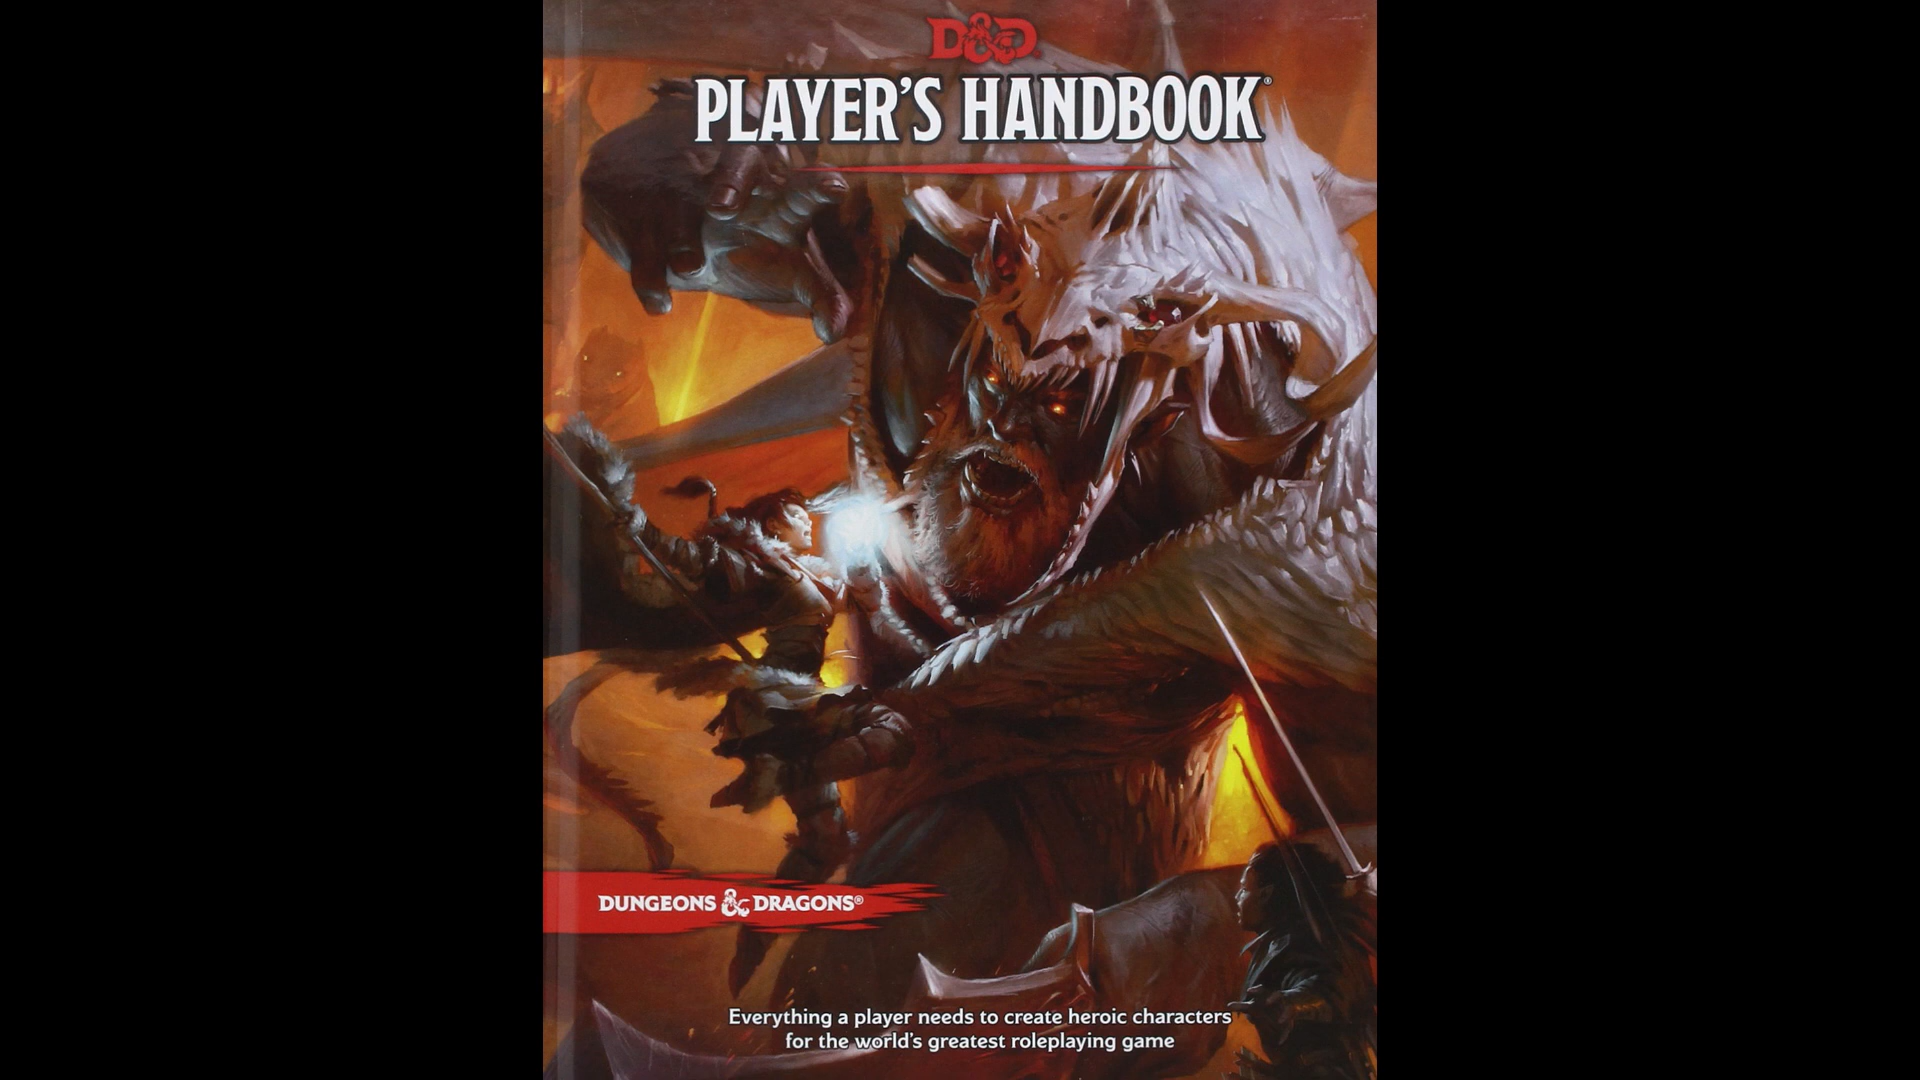 D&D
PLAYER'S HANDBOOK®
DUNGEONS & DRAGONS®
Everything a player needs to create heroic characters
for the world's greatest roleplaying game